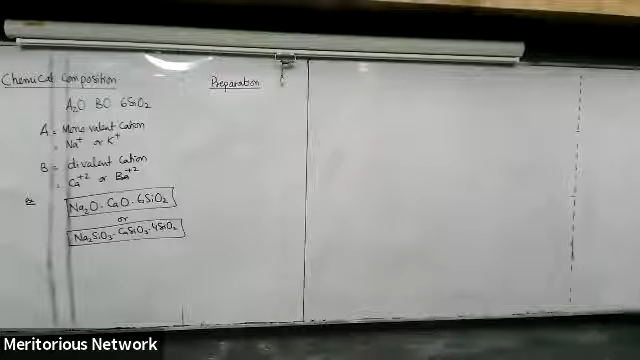 Chemical Composition
A₂O BO 6SiO₂
A = Mono valent Cation
= Na⁺ or K⁺
B = divalent Cation
= Ca⁺² or Ba⁺²
ex
Na₂O · CaO · 6SiO₂
or
Na₂SiO₃ · CaSiO₃ · 4SiO₂
Preparation
Meritorious Network